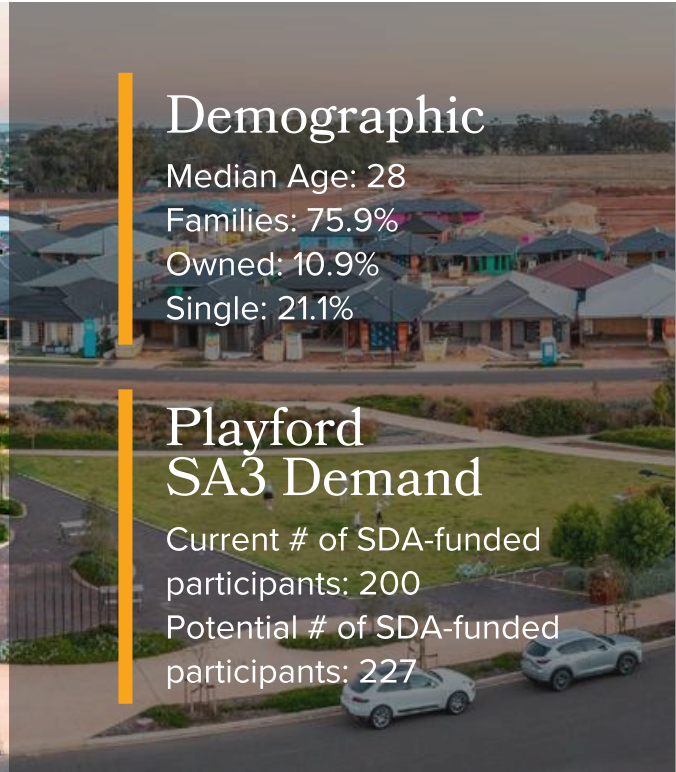 Demographic
Median Age: 28
Families: 75.9%
Owned: 10.9%
Single: 21.1%
Playford
SA3 Demand
Current # of SDA-funded
participants: 200
Potential # of SDA-funded
participants: 227